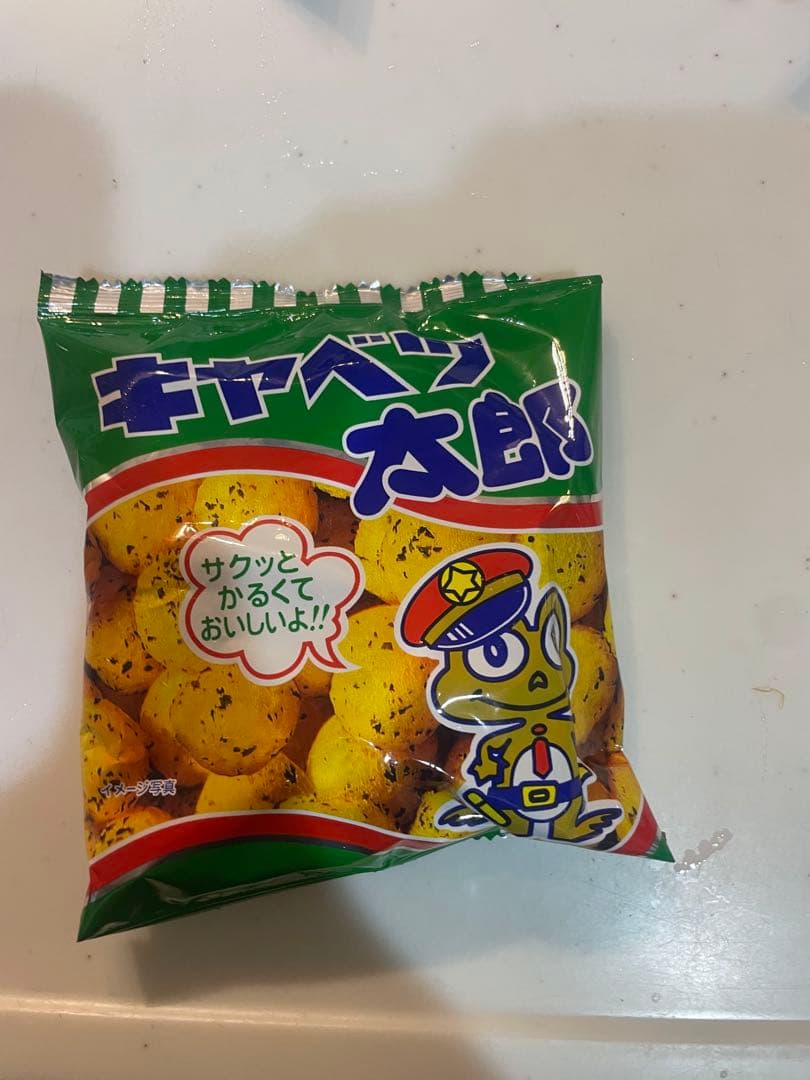 キャベツ
太郎
サクッと
かるくて
おいしいよ!!
イメージ写真